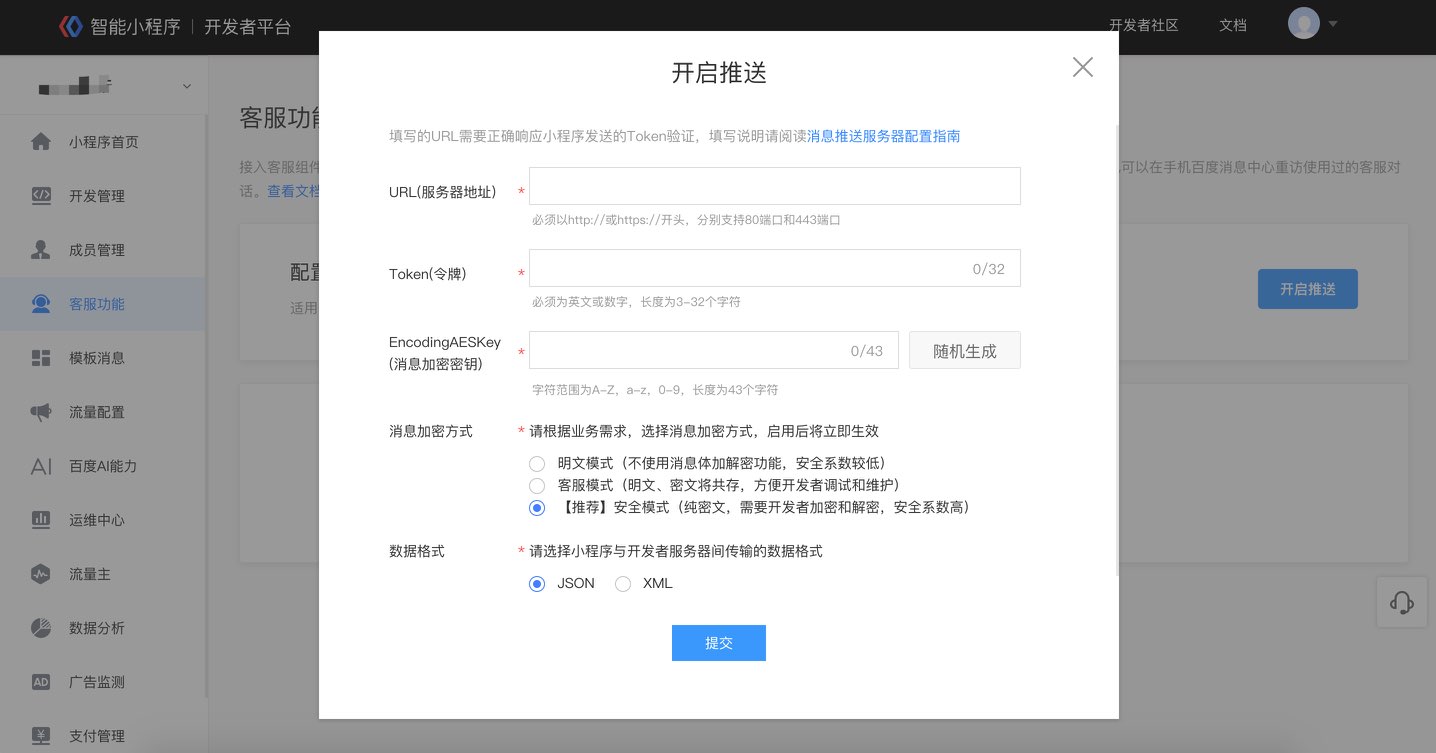 智能小程序 | 开发者平台
开发者社区
文档
小程序首页
开发管理
成员管理
客服功能
模板消息
流量配置
AI 百度AI能力
运维中心
流量主
数据分析
AD 广告监测
支付管理
客服功能
接入客服组件
可以在手机百度消息中心重访使用过的客服对
话。查看文档
配置
适用
开启推送
开启推送
填写的URL需要正确响应小程序发送的Token验证，填写说明请阅读消息推送服务器配置指南
URL(服务器地址) *
必须以http://或https://开头，分别支持80端口和443端口
Token(令牌) * 0/32
必须为英文或数字，长度为3-32个字符
EncodingAESKey
(消息加密密钥) * 0/43 随机生成
字符范围为A-Z，a-z，0-9，长度为43个字符
消息加密方式 * 请根据业务需求，选择消息加密方式，启用后将立即生效
明文模式（不使用消息体加解密功能，安全系数较低）
客服模式（明文、密文将共存，方便开发者调试和维护）
【推荐】安全模式（纯密文，需要开发者加密和解密，安全系数高）
数据格式 * 请选择小程序与开发者服务器间传输的数据格式
JSON XML
提交